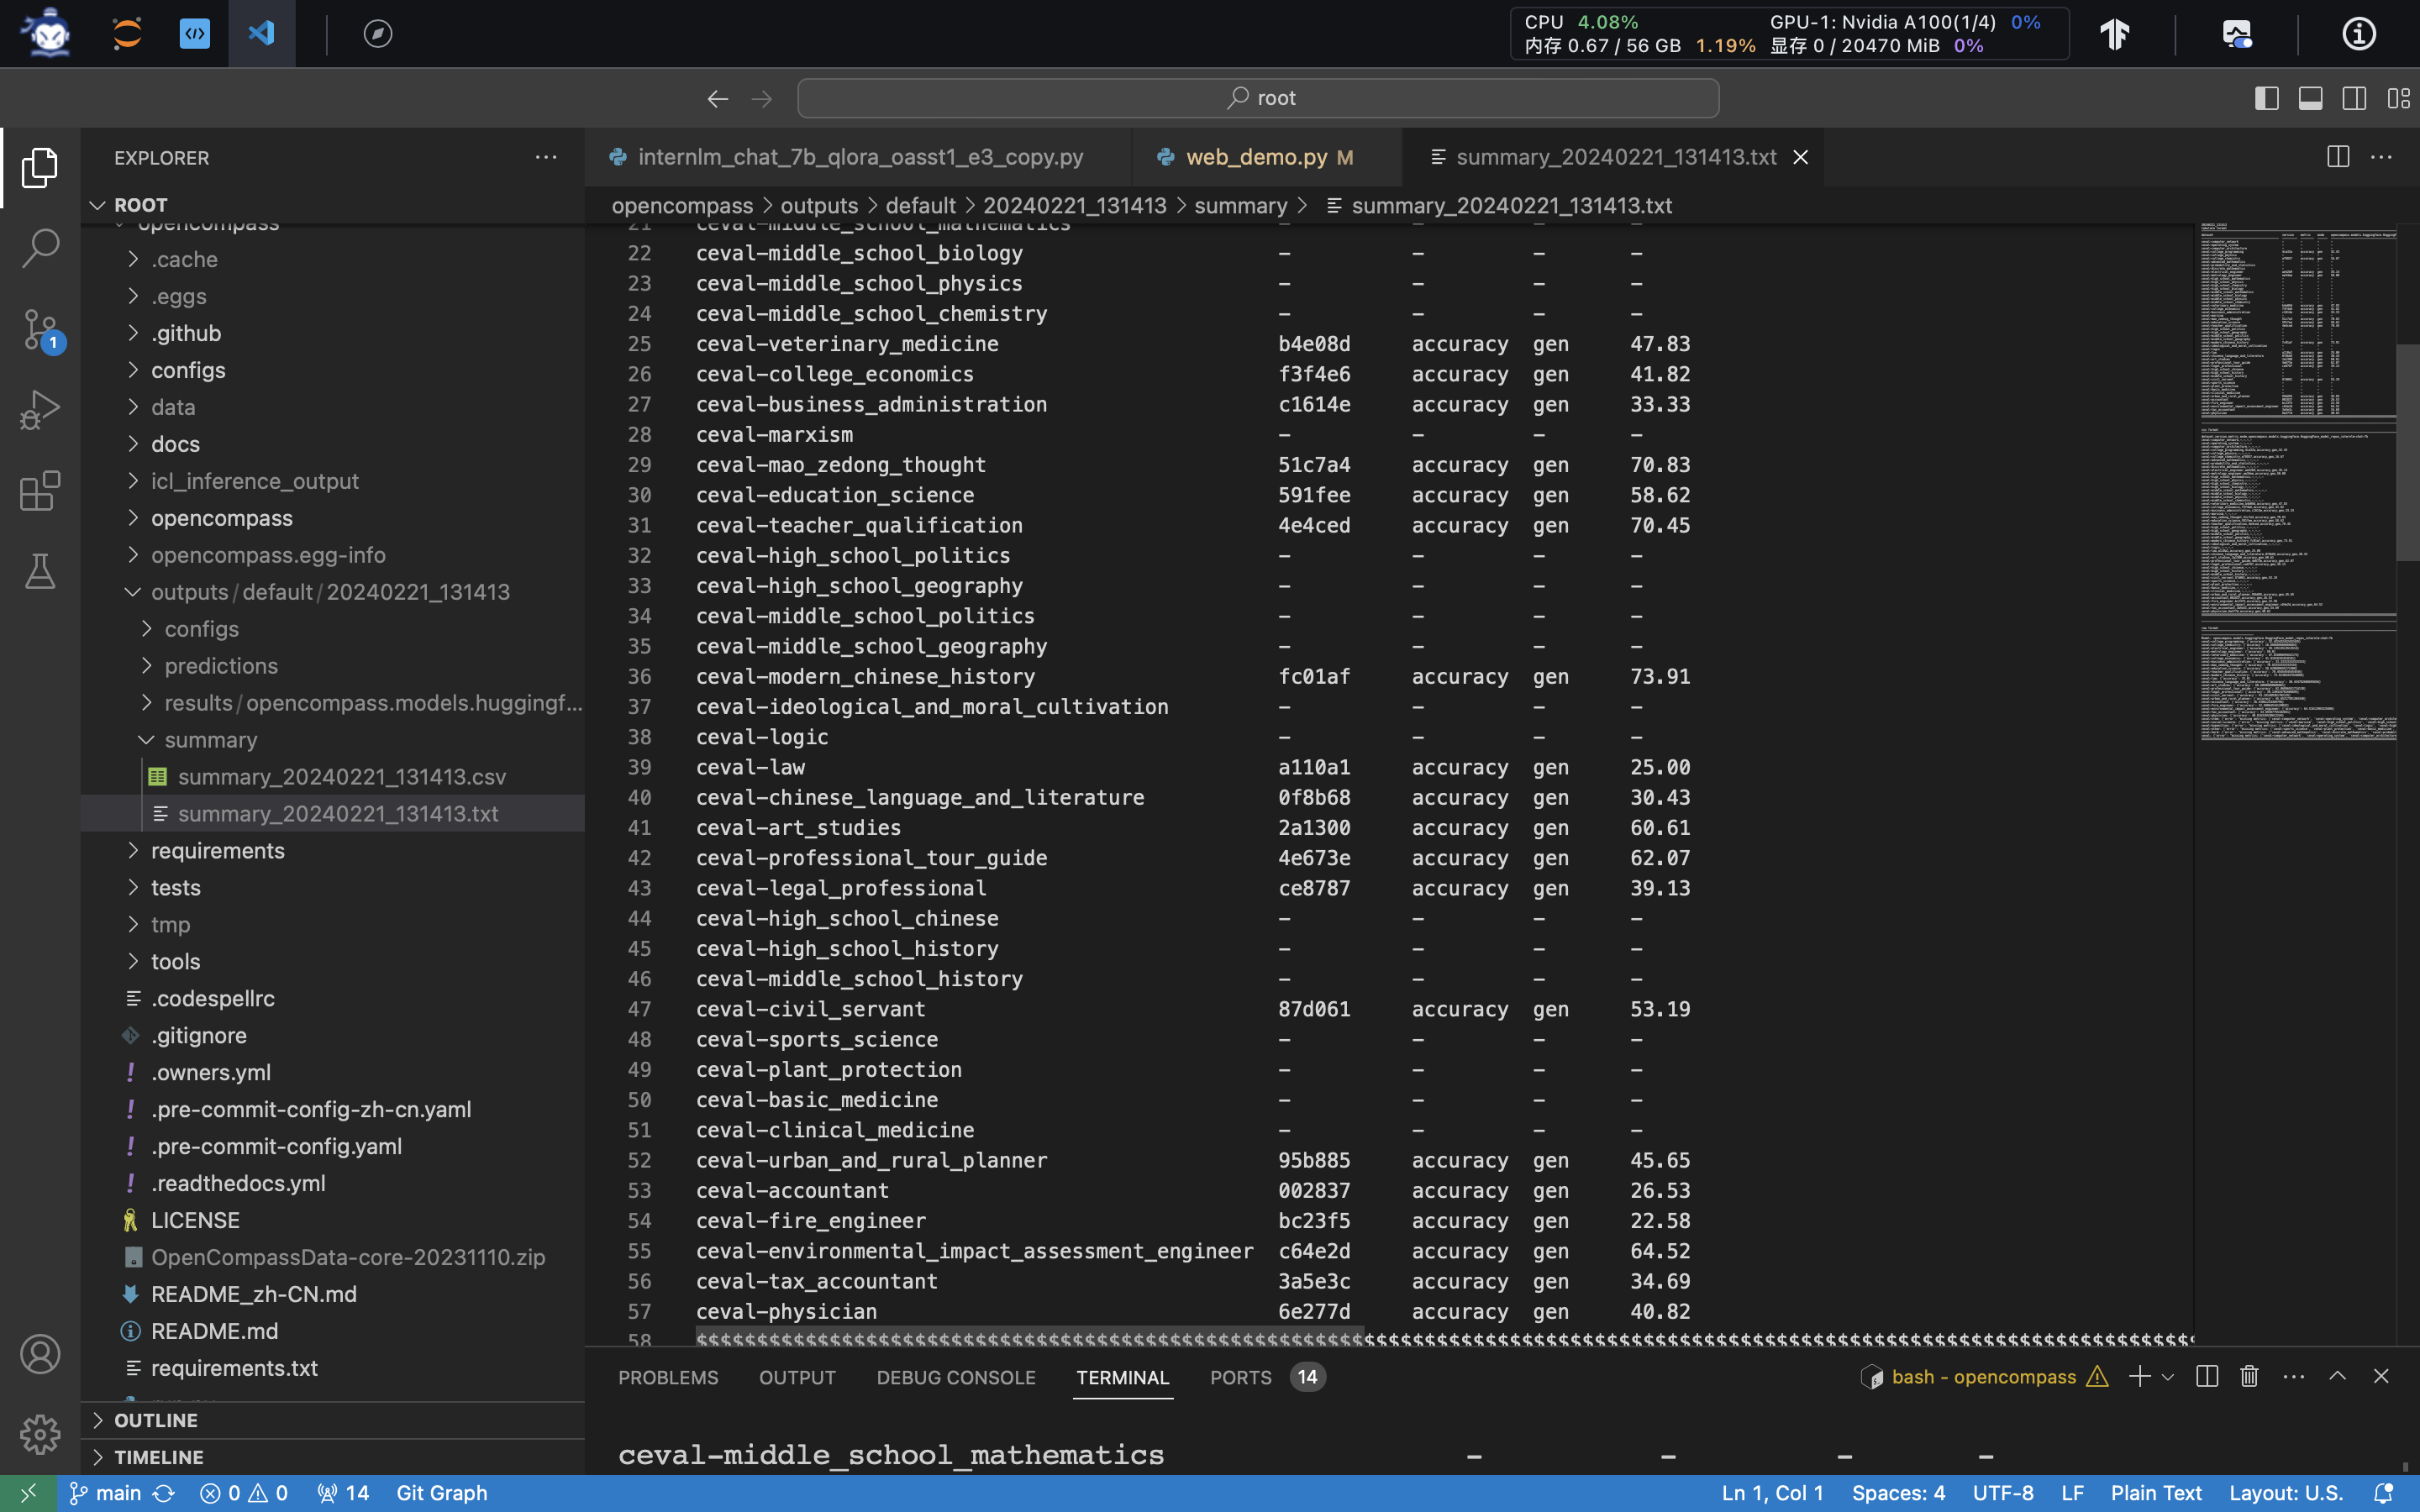 CPU 4.08% GPU-1: Nvidia A100(1/4) 0%
内存 0.67 / 56 GB 1.19% 显存 0 / 20470 MiB 0%
root
EXPLORER
internlm_chat_7b_qlora_oasst1_e3_copy.py
web_demo.py M
summary_20240221_131413.txt
ROOT
opencompass > outputs > default > 20240221_131413 > summary > summary_20240221_131413.txt
opencompass
.cache
.eggs
.github
configs
data
docs
icl_inference_output
opencompass
opencompass.egg-info
outputs / default / 20240221_131413
configs
predictions
results / opencompass.models.huggingf...
summary
summary_20240221_131413.csv
summary_20240221_131413.txt
requirements
tests
tmp
tools
.codespellrc
.gitignore
.owners.yml
.pre-commit-config-zh-cn.yaml
.pre-commit-config.yaml
.readthedocs.yml
LICENSE
OpenCompassData-core-20231110.zip
README_zh-CN.md
README.md
requirements.txt
OUTLINE
TIMELINE
21 ceval-middle_school_mathematics - - - -
22 ceval-middle_school_biology - - - -
23 ceval-middle_school_physics - - - -
24 ceval-middle_school_chemistry - - - -
25 ceval-veterinary_medicine b4e08d accuracy gen 47.83
26 ceval-college_economics f3f4e6 accuracy gen 41.82
27 ceval-business_administration c1614e accuracy gen 33.33
28 ceval-marxism - - - -
29 ceval-mao_zedong_thought 51c7a4 accuracy gen 70.83
30 ceval-education_science 591fee accuracy gen 58.62
31 ceval-teacher_qualification 4e4ced accuracy gen 70.45
32 ceval-high_school_politics - - - -
33 ceval-high_school_geography - - - -
34 ceval-middle_school_politics - - - -
35 ceval-middle_school_geography - - - -
36 ceval-modern_chinese_history fc01af accuracy gen 73.91
37 ceval-ideological_and_moral_cultivation - - - -
38 ceval-logic - - - -
39 ceval-law a110a1 accuracy gen 25.00
40 ceval-chinese_language_and_literature 0f8b68 accuracy gen 30.43
41 ceval-art_studies 2a1300 accuracy gen 60.61
42 ceval-professional_tour_guide 4e673e accuracy gen 62.07
43 ceval-legal_professional ce8787 accuracy gen 39.13
44 ceval-high_school_chinese - - - -
45 ceval-high_school_history - - - -
46 ceval-middle_school_history - - - -
47 ceval-civil_servant 87d061 accuracy gen 53.19
48 ceval-sports_science - - - -
49 ceval-plant_protection - - - -
50 ceval-basic_medicine - - - -
51 ceval-clinical_medicine - - - -
52 ceval-urban_and_rural_planner 95b885 accuracy gen 45.65
53 ceval-accountant 002837 accuracy gen 26.53
54 ceval-fire_engineer bc23f5 accuracy gen 22.58
55 ceval-environmental_impact_assessment_engineer c64e2d accuracy gen 64.52
56 ceval-tax_accountant 3a5e3c accuracy gen 34.69
57 ceval-physician 6e277d accuracy gen 40.82
58
PROBLEMS OUTPUT DEBUG CONSOLE TERMINAL PORTS 14
bash - opencompass
ceval-middle_school_mathematics - - - -
main 0 0 14 Git Graph
Ln 1, Col 1 Spaces: 4 UTF-8 LF Plain Text Layout: U.S.